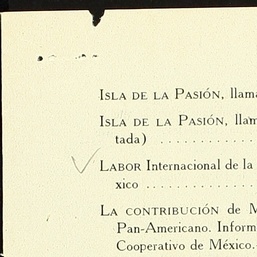 ISLA DE LA PASIÓN, llama
ISLA DE LA PASIÓN, llam
tada) . . . . . . . . . . . .
LABOR Internacional de la
xico . . . . . . . . . . . . .
LA CONTRIBUCIÓN de M
Pan-Americano. Inform
Cooperativo de México.